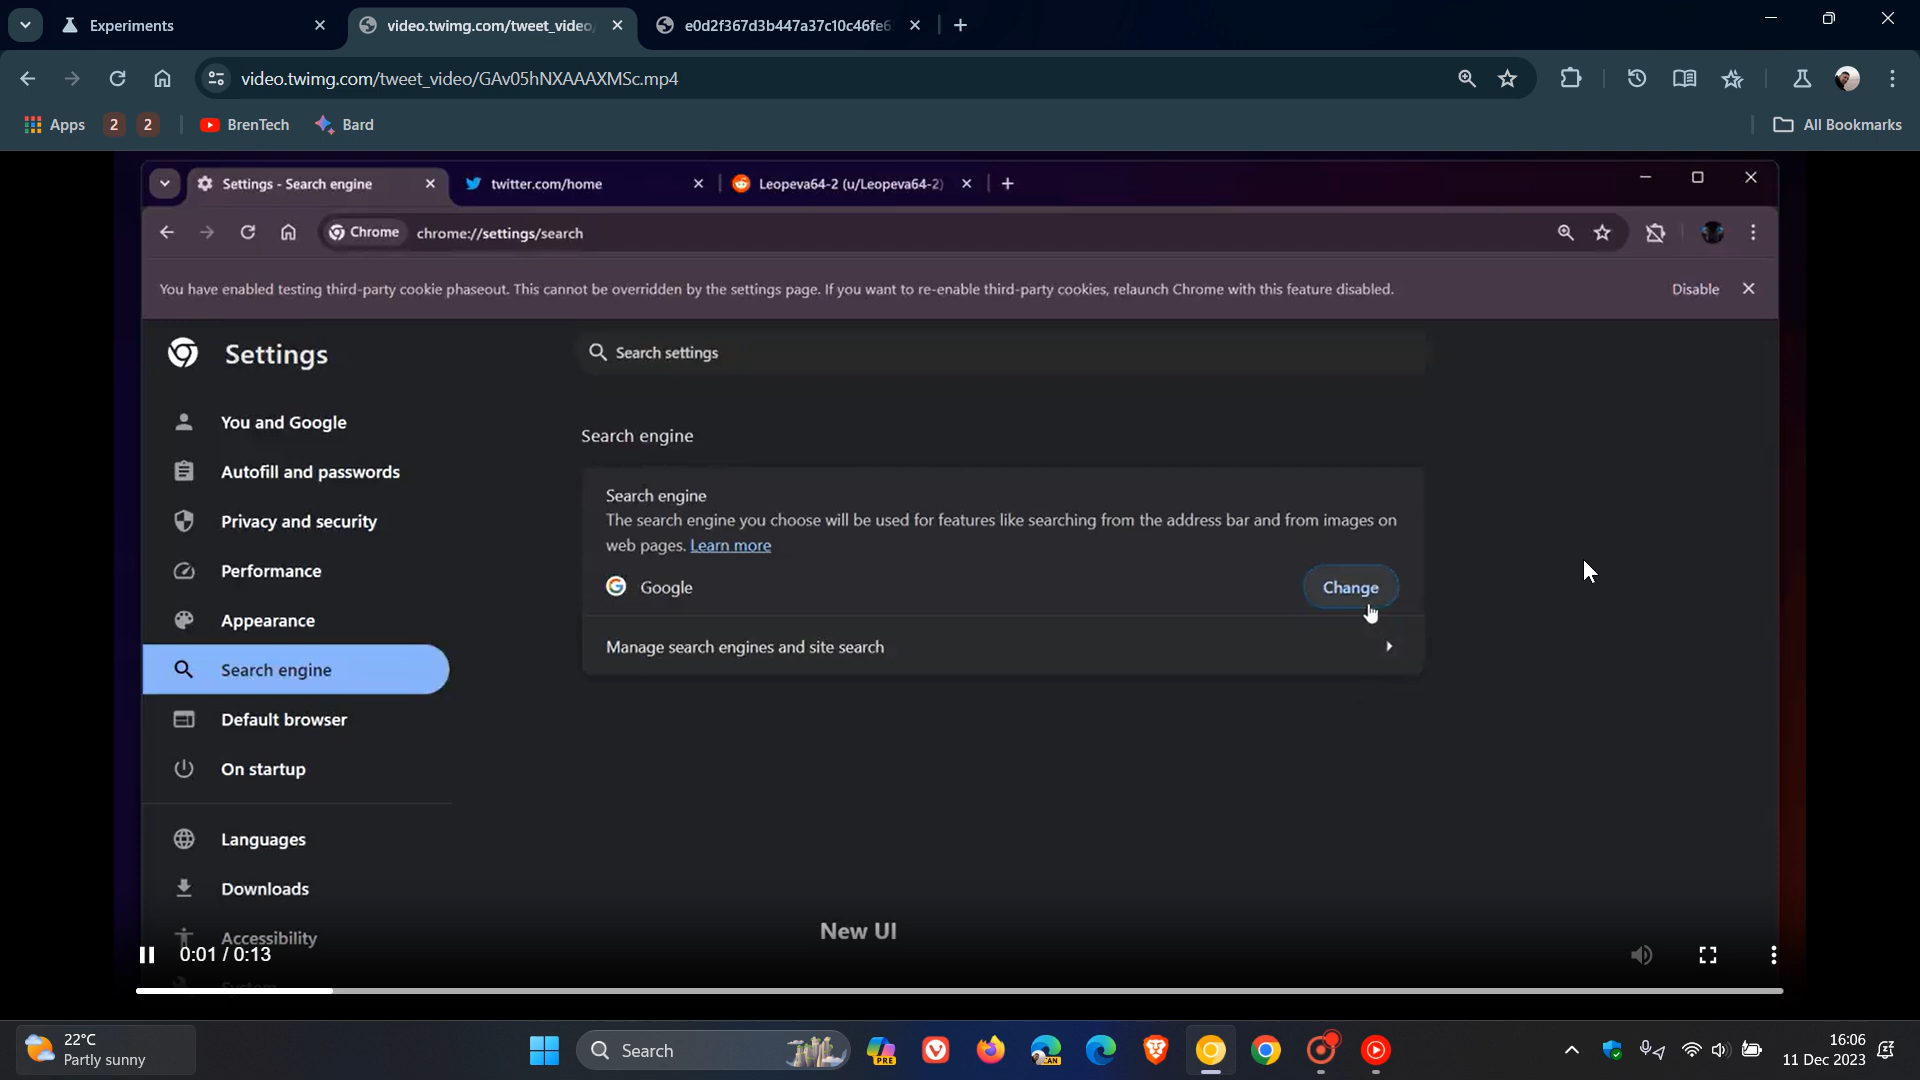 Experiments
video.twimg.com/tweet_video/
e0d2f367d3b447a37c10c46fe6
video.twimg.com/tweet_video/GAv05hNXAAAXMSc.mp4
Apps
2
2
BrenTech
Bard
All Bookmarks
Settings - Search engine
twitter.com/home
Leopeva64-2 (u/Leopeva64-2)
Chrome
chrome://settings/search
You have enabled testing third-party cookie phaseout. This cannot be overridden by the settings page. If you want to re-enable third-party cookies, relaunch Chrome with this feature disabled.
Disable
Settings
Search settings
You and Google
Autofill and passwords
Privacy and security
Performance
Appearance
Search engine
Default browser
On startup
Languages
Downloads
Accessibility
System
Search engine
Search engine
The search engine you choose will be used for features like searching from the address bar and from images on
web pages. Learn more
Google
Change
Manage search engines and site search
New UI
0:01 / 0:13
22°C
Partly sunny
Search
PRE
CAN
16:06
11 Dec 2023